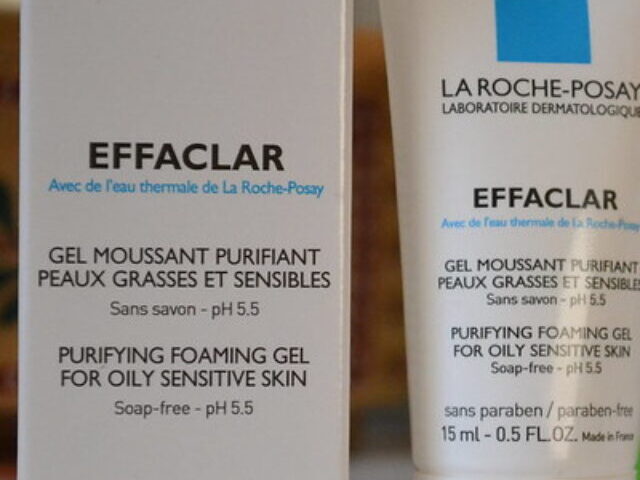 EFFACLAR
Avec de l'eau thermale de La Roche-Posay
GEL MOUSSANT PURIFIANT
PEAUX GRASSES ET SENSIBLES
Sans savon - pH 5.5
PURIFYING FOAMING GEL
FOR OILY SENSITIVE SKIN
Soap-free - pH 5.5
LA ROCHE-POSAY
LABORATOIRE DERMATOLOGIQUE
EFFACLAR
Avec de l'eau thermale de La Roche-Posay
GEL MOUSSANT PURIFIANT
PEAUX GRASSES ET SENSIBLES
Sans savon - pH 5.5
PURIFYING FOAMING GEL
FOR OILY SENSITIVE SKIN
Soap-free - pH 5.5
sans paraben / paraben-free
15 ml - 0.5 FL.OZ. Made in France